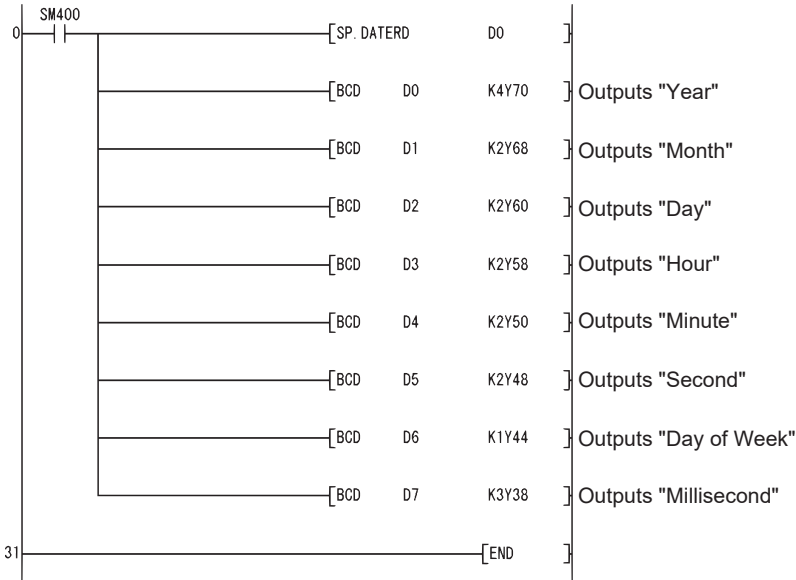 SM400
0 [SP.DATERD D0 ]
[BCD D0 K4Y70 ] Outputs "Year"
[BCD D1 K2Y68 ] Outputs "Month"
[BCD D2 K2Y60 ] Outputs "Day"
[BCD D3 K2Y58 ] Outputs "Hour"
[BCD D4 K2Y50 ] Outputs "Minute"
[BCD D5 K2Y48 ] Outputs "Second"
[BCD D6 K1Y44 ] Outputs "Day of Week"
[BCD D7 K3Y38 ] Outputs "Millisecond"
31 [END ]